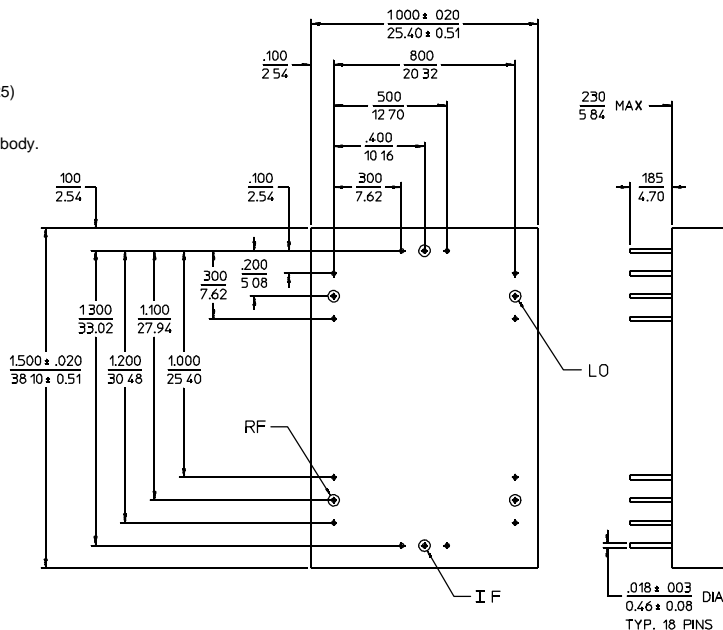 1000± 020
25.40 ± 0.51
.100
2 54
800
20 32
5)
500
12 70
230
5 84
MAX
body.
.400
10 16
100
2.54
.100
2.54
300
7.62
185
4.70
.200
5 08
300
7.62
1 300
33.02
1.100
27.94
1.500 ± .020
38 10 ± 0.51
1.200
30 48
1.000
25 40
LO
RF
IF
.018 ± 003
0.46 ± 0.08
DIA
TYP. 18 PINS